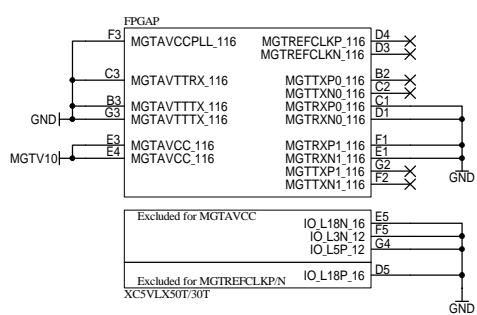 FPGAP
F3 MGTAVCCPLL_116 MGTREFCLKP_116 D4
MGTREFCLKN_116 D3
C3 MGTAVTTRX_116 MGTTXP0_116 B2
MGTTXN0_116 C2
B3 MGTAVTTTX_116 MGTRXP0_116 C1
GND G3 MGTAVTTTX_116 MGTRXN0_116 D1
E3 MGTAVCC_116 MGTRXP1_116 F1
MGTV10 E4 MGTAVCC_116 MGTRXN1_116 E1
MGTTXP1_116 G2
MGTTXN1_116 F2
GND
Excluded for MGTAVCC
IO_L18N_16 E5
IO_L3N_12 F5
IO_L5P_12 G4
IO_L18P_16 D5
Excluded for MGTREFCLKP/N
XC5VLX50T/30T
GND